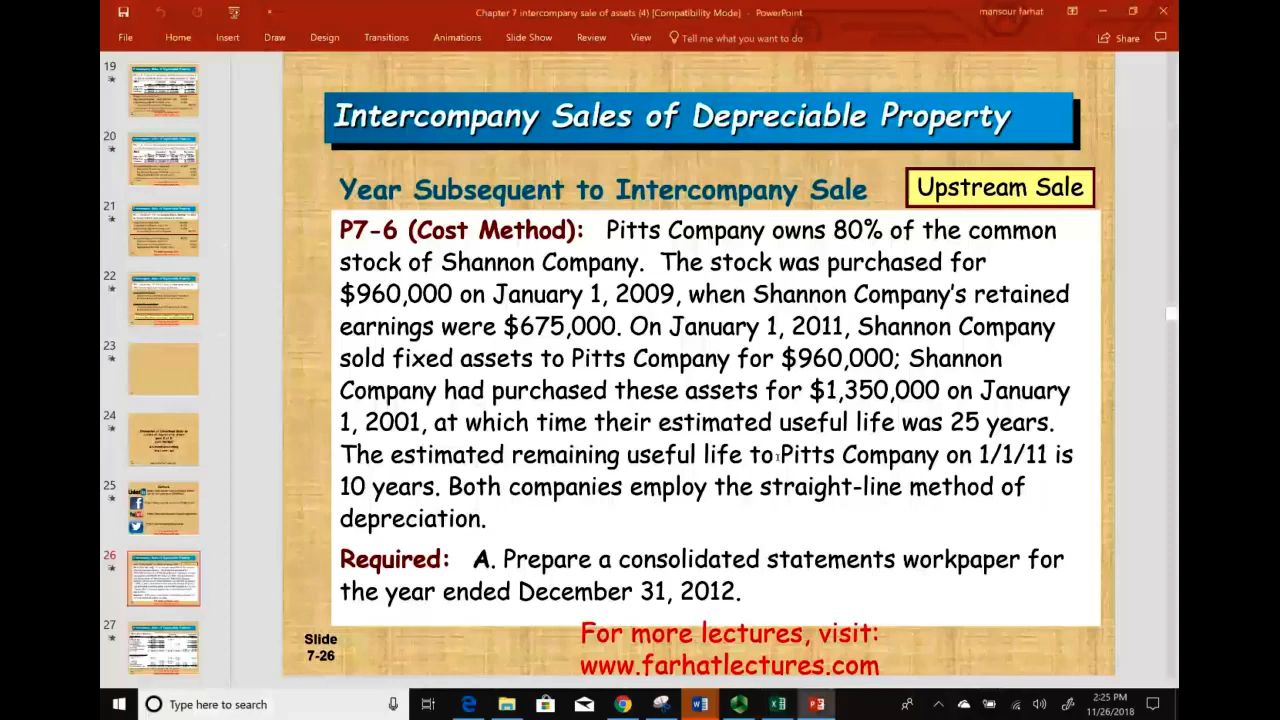 Chapter 7 intercompany sale of assets (4) [Compatibility Mode] - PowerPoint
mansour farhat
File Home Insert Draw Design Transitions Animations Slide Show Review View Tell me what you want to do Share
19
20
21
22
23
24
25
26
27
Intercompany Sales of Depreciable Property
Year Subsequent to Intercompany Sale
Upstream Sale
P7-6 (Cost Method): Pitts Company owns 80% of the common
stock of Shannon Company. The stock was purchased for
$960,000 on January 1, 2009, when Shannon Company's retained
earnings were $675,000. On January 1, 2011, Shannon Company
sold fixed assets to Pitts Company for $960,000; Shannon
Company had purchased these assets for $1,350,000 on January
1, 2001, at which time their estimated useful life was 25 years.
The estimated remaining useful life to Pitts Company on 1/1/11 is
10 years. Both companies employ the straight-line method of
depreciation.
Required: A. Prepare a consolidated statements workpaper for
the year ended December 31, 2012.
Slide
7-26
For more lectures, visit:
www.farhatlectures.com
Type here to search
2:25 PM
11/26/2018